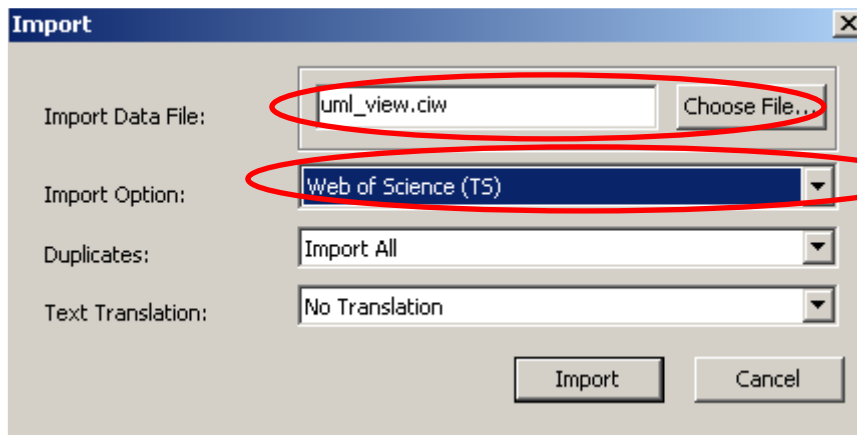 Import
Import Data File: uml_view.ciw Choose File...
Import Option: Web of Science (TS)
Duplicates: Import All
Text Translation: No Translation
Import Cancel